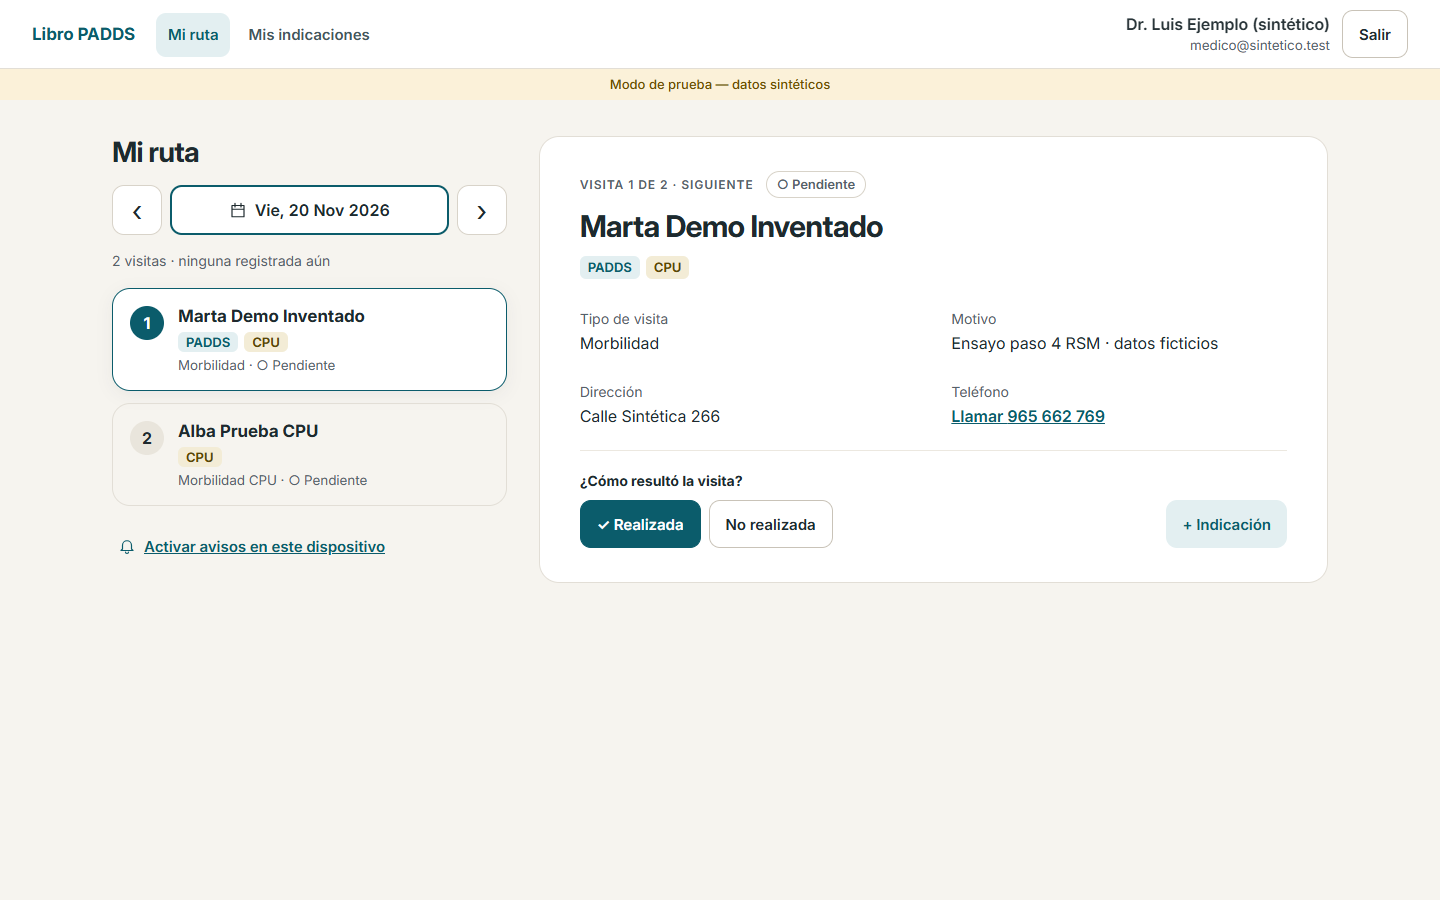 Libro PADDS
Mi ruta
Mis indicaciones
Dr. Luis Ejemplo (sintético)
medico@sintetico.test
Salir
Modo de prueba — datos sintéticos
Mi ruta
‹
Vie, 20 Nov 2026
›
2 visitas · ninguna registrada aún
1
Marta Demo Inventado
PADDS CPU
Morbilidad · ○ Pendiente
2
Alba Prueba CPU
CPU
Morbilidad CPU · ○ Pendiente
Activar avisos en este dispositivo
VISITA 1 DE 2 · SIGUIENTE
○ Pendiente
Marta Demo Inventado
PADDS CPU
Tipo de visita
Morbilidad
Motivo
Ensayo paso 4 RSM · datos ficticios
Dirección
Calle Sintética 266
Teléfono
Llamar 965 662 769
¿Cómo resultó la visita?
✓ Realizada
No realizada
+ Indicación